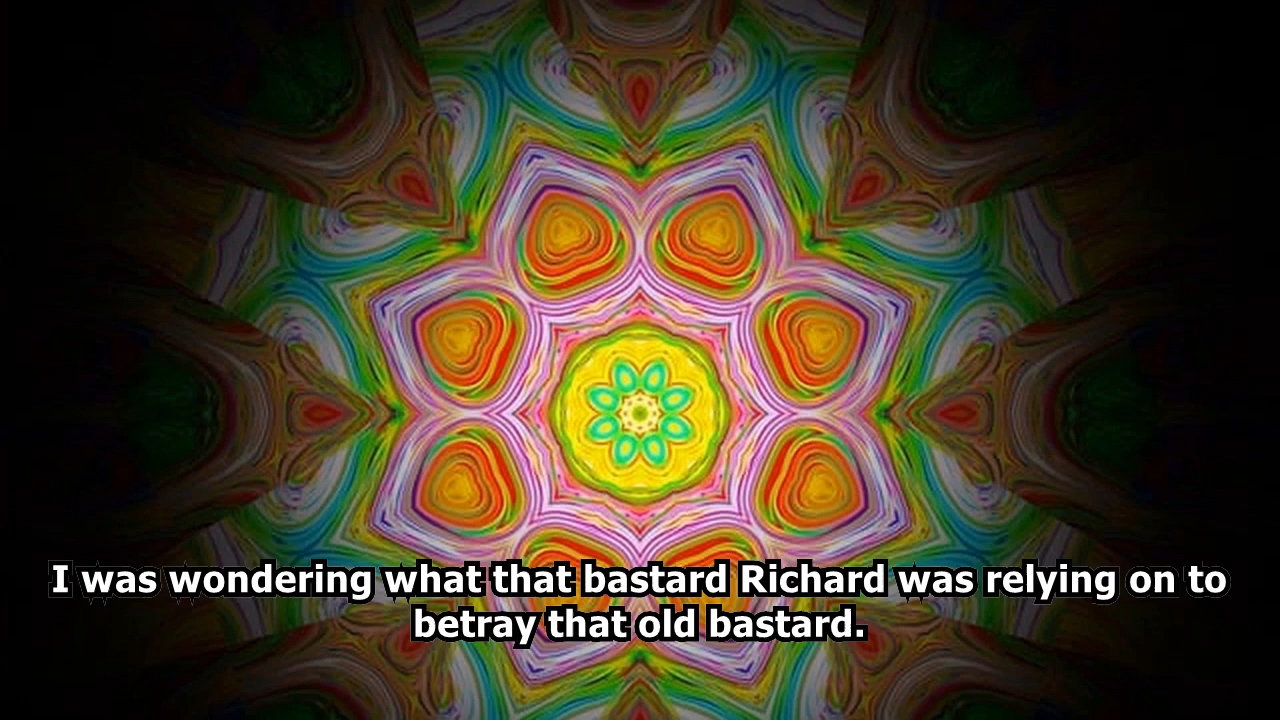 I was wondering what that bastard Richard was relying on to
betray that old bastard.